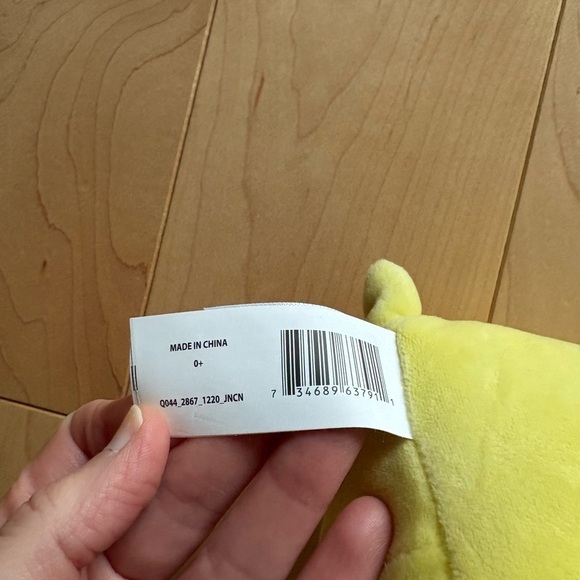 MADE IN CHINA
0+
Q044_2867_1220_JNCN
7 34689 63791 1